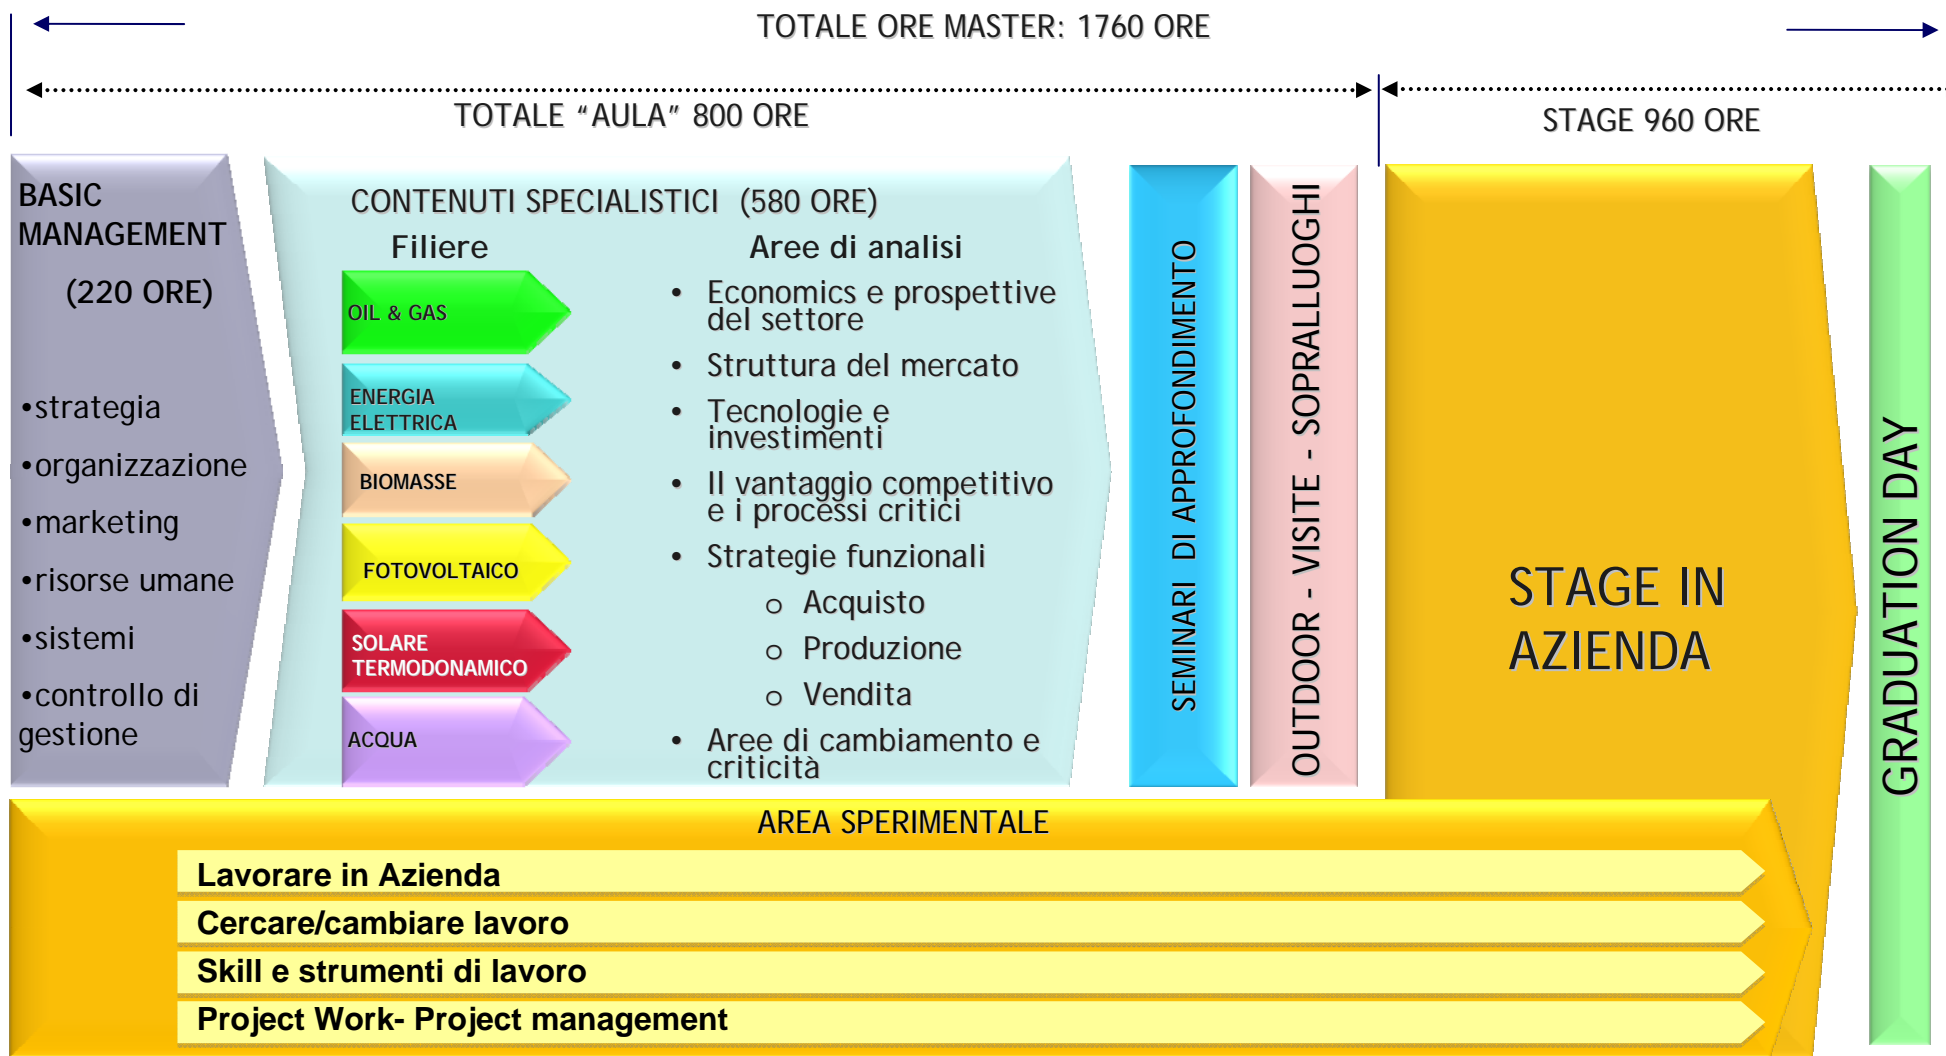 TOTALE ORE MASTER: 1760 ORE
TOTALE “AULA” 800 ORE
STAGE 960 ORE
BASIC
MANAGEMENT
(220 ORE)
•strategia
•organizzazione
•marketing
•risorse umane
•sistemi
•controllo di
gestione
CONTENUTI SPECIALISTICI (580 ORE)
Filiere
OIL & GAS
ENERGIA
ELETTRICA
BIOMASSE
FOTOVOLTAICO
SOLARE
TERMODONAMICO
ACQUA
Aree di analisi
• Economics e prospettive
del settore
• Struttura del mercato
• Tecnologie e
investimenti
• Il vantaggio competitivo
e i processi critici
• Strategie funzionali
o Acquisto
o Produzione
o Vendita
• Aree di cambiamento e
criticità
SEMINARI DI APPROFONDIMENTO
OUTDOOR - VISITE - SOPRALLUOGHI
STAGE IN
AZIENDA
GRADUATION DAY
AREA SPERIMENTALE
Lavorare in Azienda
Cercare/cambiare lavoro
Skill e strumenti di lavoro
Project Work- Project management